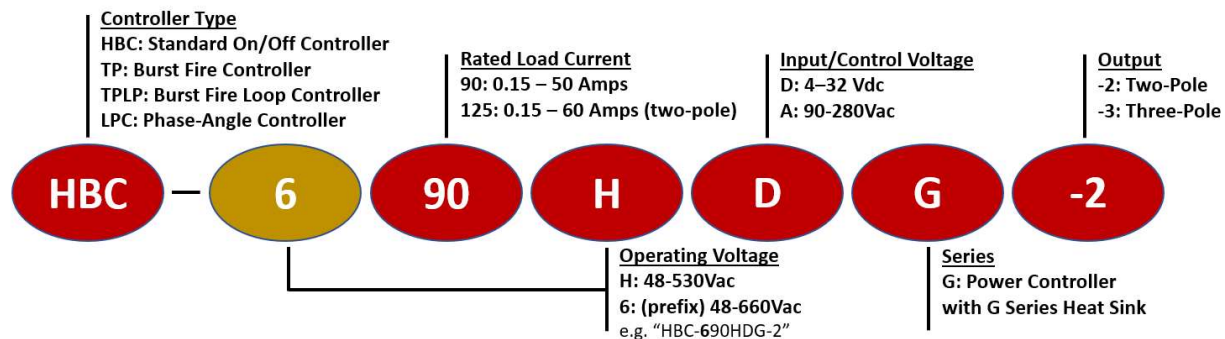 Controller Type
HBC: Standard On/Off Controller
TP: Burst Fire Controller
TPLP: Burst Fire Loop Controller
LPC: Phase-Angle Controller
Rated Load Current
90: 0.15 – 50 Amps
125: 0.15 – 60 Amps (two-pole)
Input/Control Voltage
D: 4–32 Vdc
A: 90-280Vac
Output
-2: Two-Pole
-3: Three-Pole
HBC – 6 90 H D G -2
Operating Voltage
H: 48-530Vac
6: (prefix) 48-660Vac
e.g. “HBC-690HDG-2”
Series
G: Power Controller
with G Series Heat Sink